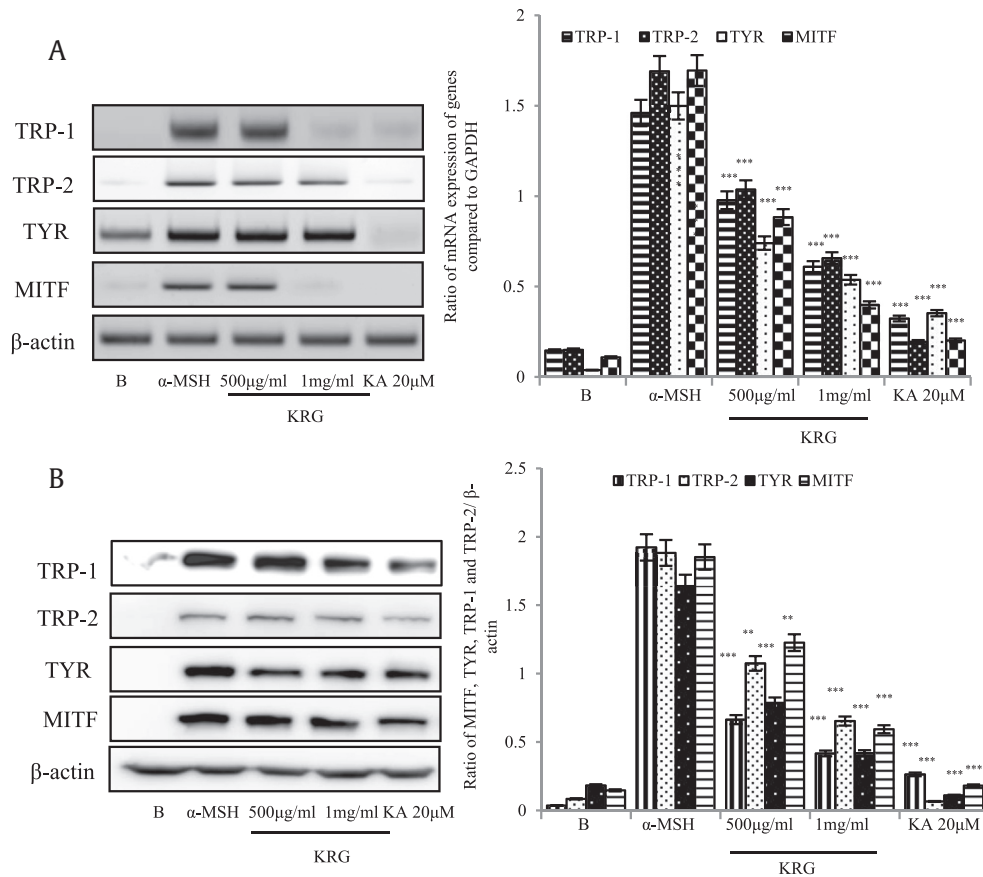 A
TRP-1
TRP-2
TYR
MITF
β-actin
B α-MSH 500μg/ml 1mg/ml KA 20μM
KRG
Ratio of mRNA expression of genes
compared to GAPDH
TRP-1 TRP-2 TYR MITF
2
1.5
1
0.5
0
*** *** *** ***
*** *** *** ***
*** *** *** ***
***
B α-MSH 500μg/ml 1mg/ml KA 20μM
KRG
B
TRP-1
TRP-2
TYR
MITF
β-actin
B α-MSH 500μg/ml 1mg/ml KA 20μM
KRG
Ratio of MITF, TYR, TRP-1 and TRP-2/ β-
actin
TRP-1 TRP-2 TYR MITF
2.5
2
1.5
1
0.5
0
*** ** *** **
*** *** *** ***
*** *** *** ***
B α-MSH 500μg/ml 1mg/ml KA 20μM
KRG